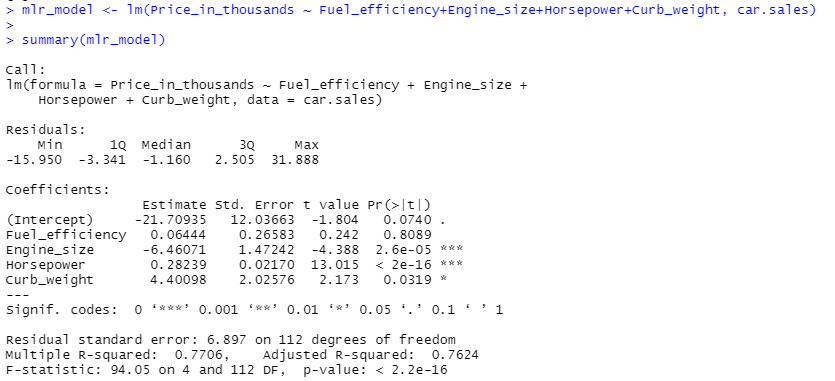 > mlr_model <- lm(Price_in_thousands ~ Fuel_efficiency+Engine_size+Horsepower+Curb_weight, car.sales)
>
> summary(mlr_model)

Call:
lm(formula = Price_in_thousands ~ Fuel_efficiency + Engine_size +
    Horsepower + Curb_weight, data = car.sales)

Residuals:
    Min      1Q  Median      3Q     Max
-15.950  -3.341  -1.160   2.505  31.888

Coefficients:
                 Estimate Std. Error t value Pr(>|t|)
(Intercept)     -21.70935   12.03663  -1.804   0.0740 .
Fuel_efficiency   0.06444    0.26583   0.242   0.8089
Engine_size      -6.46071    1.47242  -4.388  2.6e-05 ***
Horsepower        0.28239    0.02170  13.015  < 2e-16 ***
Curb_weight       4.40098    2.02576   2.173   0.0319 *
---
Signif. codes:  0 ‘***’ 0.001 ‘**’ 0.01 ‘*’ 0.05 ‘.’ 0.1 ‘ ’ 1

Residual standard error: 6.897 on 112 degrees of freedom
Multiple R-squared:  0.7706,    Adjusted R-squared:  0.7624
F-statistic: 94.05 on 4 and 112 DF,  p-value: < 2.2e-16